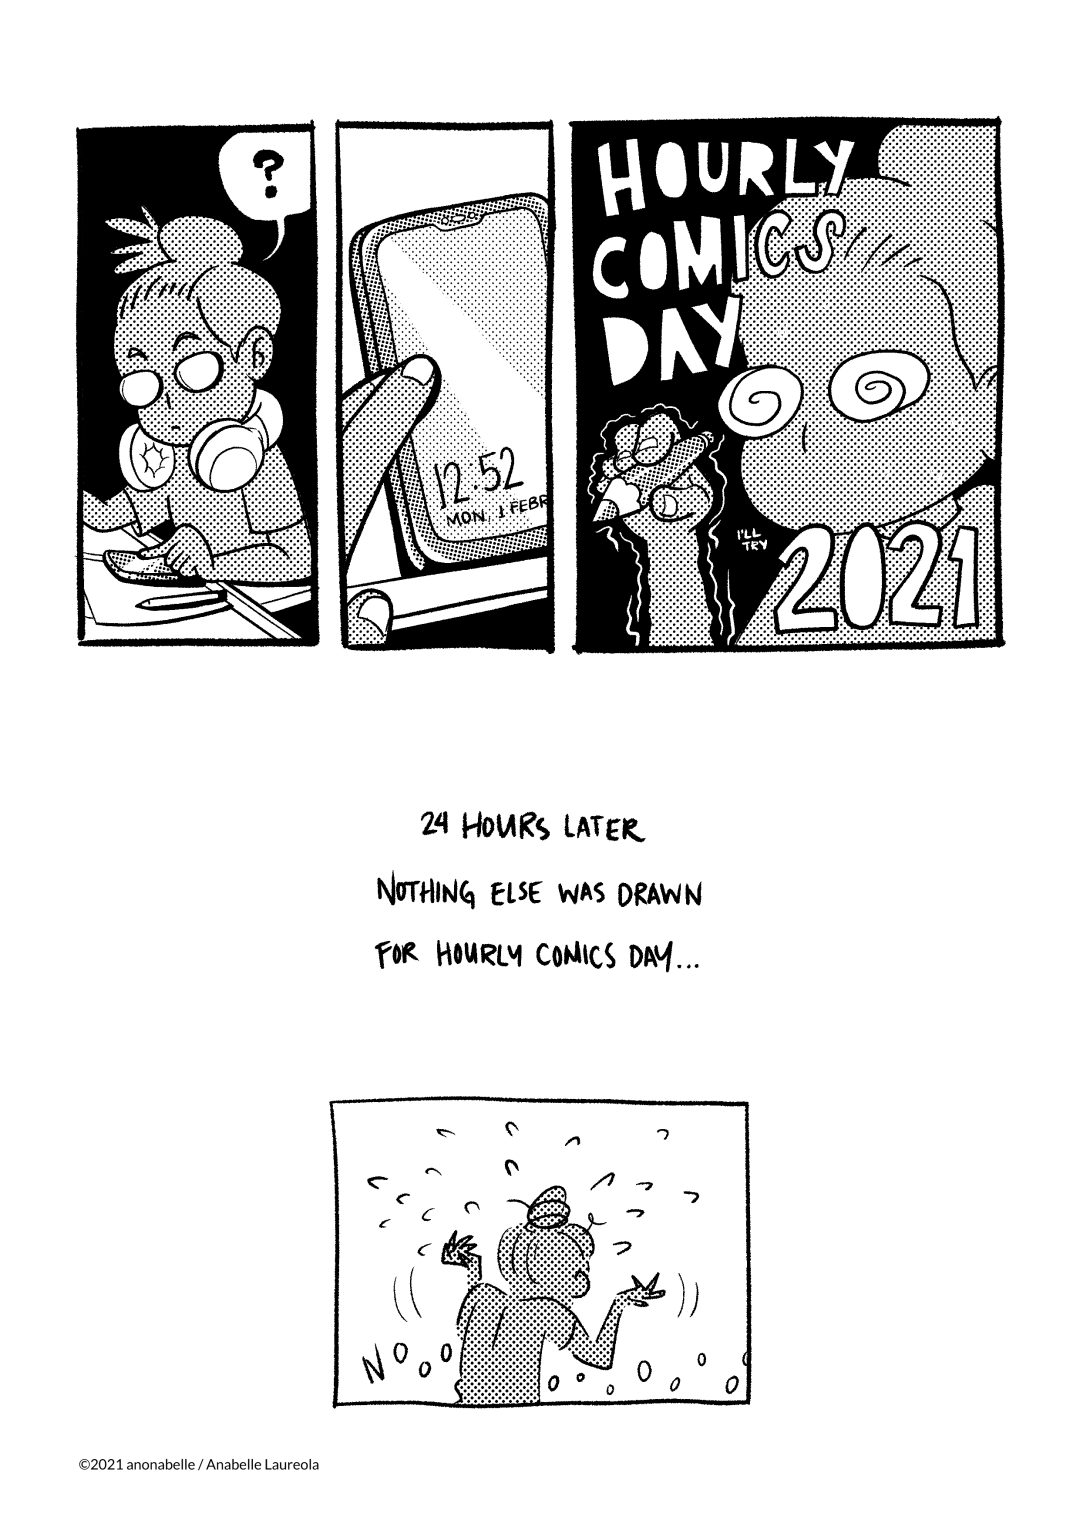 ?
12:52
MON, 1 FEBR
HOURLY
COMICS
DAY
I'LL
TRY
2021
24 HOURS LATER
NOTHING ELSE WAS DRAWN
FOR HOURLY COMICS DAY...
NOOOOOOOOOO
©2021 anonabelle / Anabelle Laureola